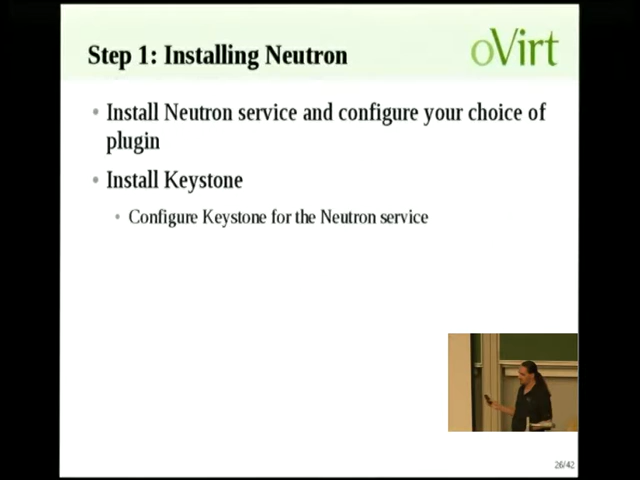 Step 1: Installing Neutron
oVirt
Install Neutron service and configure your choice of
plugin
Install Keystone
Configure Keystone for the Neutron service
26/42